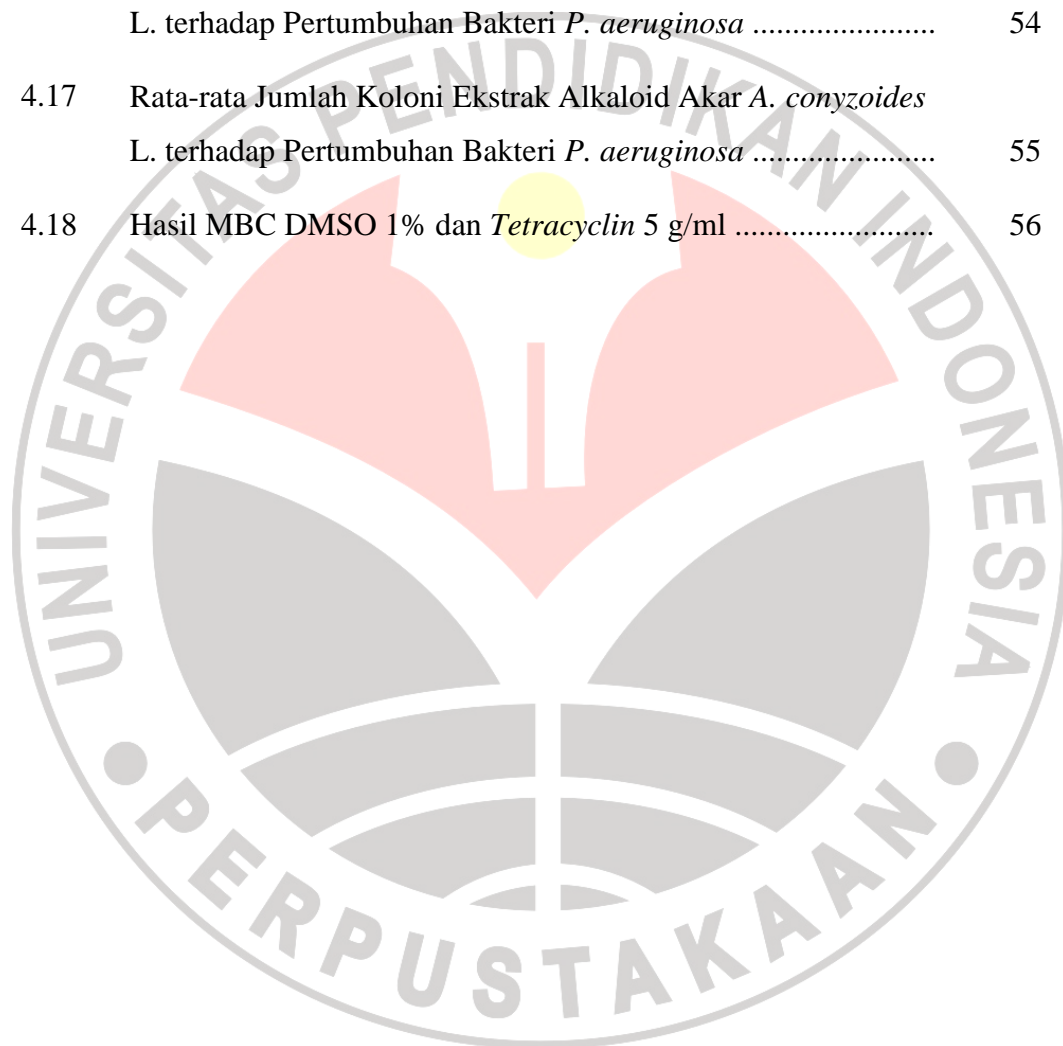 L. terhadap Pertumbuhan Bakteri P. aeruginosa ....................... 54
4.17 Rata-rata Jumlah Koloni Ekstrak Alkaloid Akar A. conyzoides
L. terhadap Pertumbuhan Bakteri P. aeruginosa ....................... 55
4.18 Hasil MBC DMSO 1% dan Tetracyclin 5 g/ml ......................... 56
UNIVERSITAS PENDIDIKAN INDONESIA
PERPUSTAKAAN